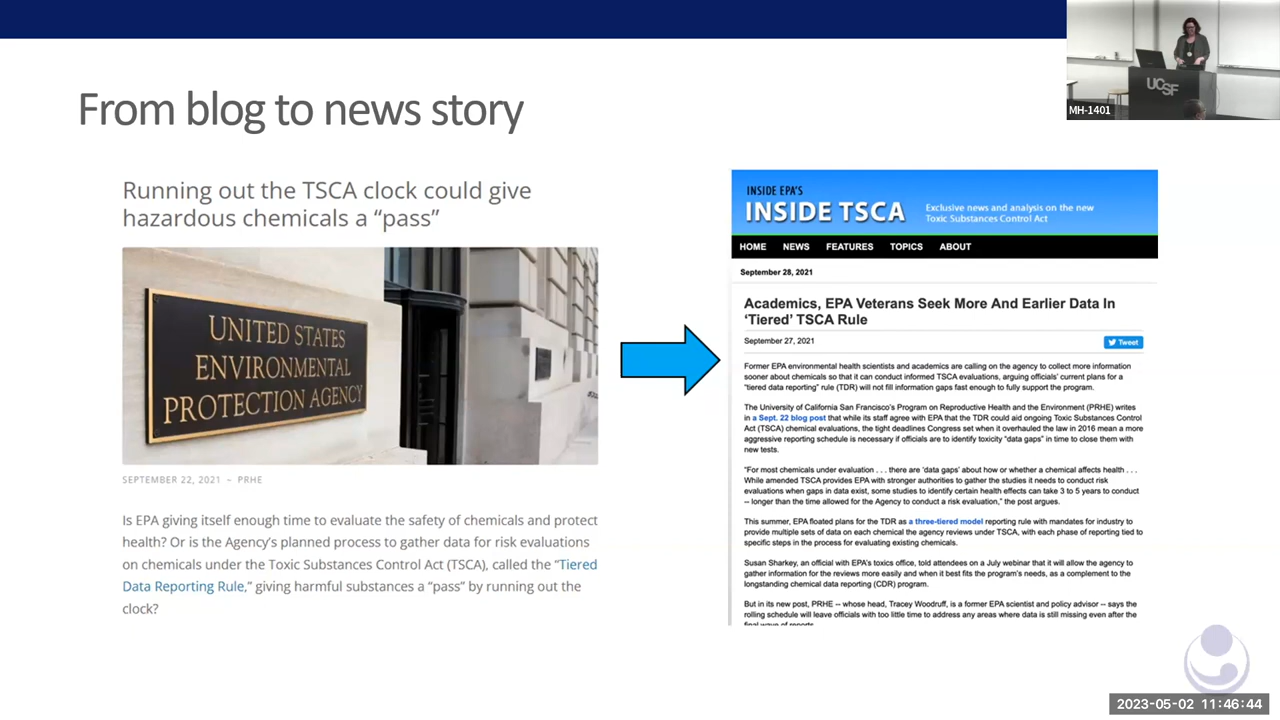 From blog to news story
Running out the TSCA clock could give
hazardous chemicals a “pass”
UNITED STATES
ENVIRONMENTAL
PROTECTION AGENCY
SEPTEMBER 22, 2021 ~ PRHE
Is EPA giving itself enough time to evaluate the safety of chemicals and protect
health? Or is the Agency’s planned process to gather data for risk evaluations
on chemicals under the Toxic Substances Control Act (TSCA), called the “Tiered
Data Reporting Rule,” giving harmful substances a “pass” by running out the
clock?
INSIDE EPA'S
INSIDE TSCA
Exclusive news and analysis on the new
Toxic Substances Control Act
HOME NEWS FEATURES TOPICS ABOUT
September 28, 2021
Academics, EPA Veterans Seek More And Earlier Data In
‘Tiered’ TSCA Rule
September 27, 2021
Tweet
Former EPA environmental health scientists and academics are calling on the agency to collect more information
sooner about chemicals so that it can conduct informed TSCA evaluations, arguing officials’ current plans for a
“tiered data reporting” rule (TDR) will not fill information gaps fast enough to fully support the program.
The University of California San Francisco’s Program on Reproductive Health and the Environment (PRHE) writes
in a Sept. 22 blog post that while its staff agree with EPA that the TDR could aid ongoing Toxic Substances Control
Act (TSCA) chemical evaluations, the tight deadlines Congress set when it overhauled the law in 2016 mean a more
aggressive reporting schedule is necessary if officials are to identify toxicity “data gaps” in time to close them with
new tests.
“For most chemicals under evaluation . . . there are ‘data gaps’ about how or whether a chemical affects health . . .
While amended TSCA provides EPA with stronger authorities to gather the studies it needs to conduct risk
evaluations when gaps in data exist, some studies to identify certain health effects can take 3 to 5 years to conduct
-- longer than the time allowed for the Agency to conduct a risk evaluation,” the post argues.
This summer, EPA floated plans for the TDR as a three-tiered model reporting rule with mandates for industry to
provide multiple sets of data on each chemical the agency reviews under TSCA, with each phase of reporting tied to
specific steps in the process for evaluating existing chemicals.
Susan Sharkey, an official with EPA’s toxics office, told attendees on a July webinar that it will allow the agency to
gather information for the reviews more easily and when it best fits the program’s needs, as a complement to the
longstanding chemical data reporting (CDR) program.
But in its new post, PRHE -- whose head, Tracey Woodruff, is a former EPA scientist and policy advisor -- says the
rolling schedule will leave officials with too little time to address any areas where data is still missing even after the
final wave of reports.
UCSF
MH-1401
2023-05-02 11:46:44